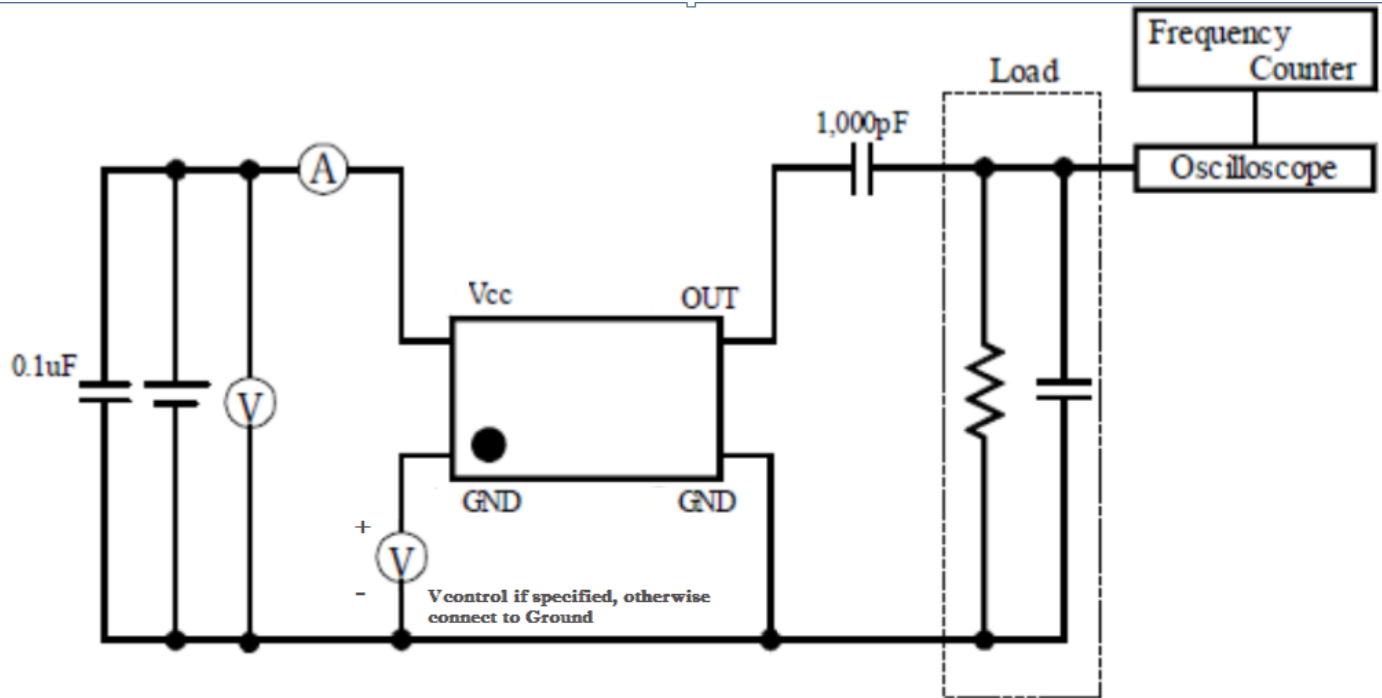 Frequency
Counter
Load
1,000pF
Oscilloscope
A
Vcc
OUT
0.1uF
V
GND
GND
+
V
-
Vcontrol if specified, otherwise
connect to Ground